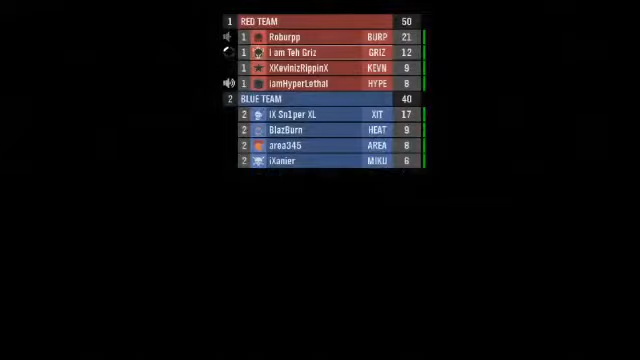 1 RED TEAM 50
1 Roburpp BURP 21
1 I am Teh Griz GRIZ 12
1 XKevinizRippinX KEVN 9
1 iamHyperLethal HYPE 8
2 BLUE TEAM 40
2 IX Sn1per XL XIT 17
2 BlazBurn HEAT 9
2 area345 AREA 8
2 iXanier MIKU 6